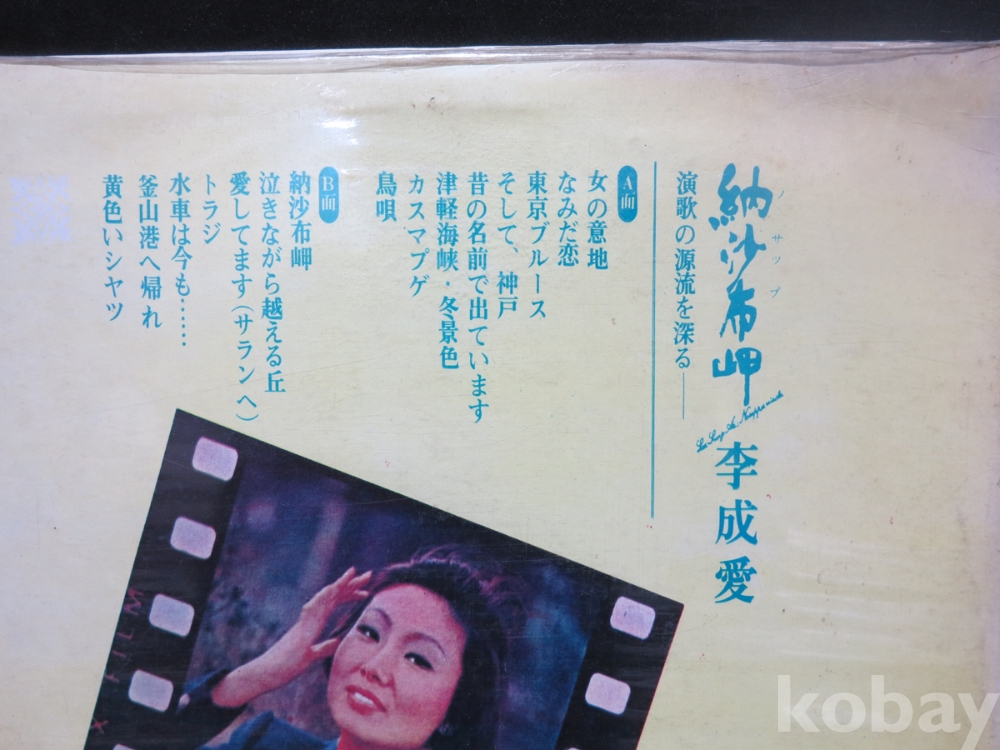 納沙布岬
ノサップ
李成愛
演歌の源流を深る――
A面
女の意地
なみだ恋
東京ブルース
そして、神戸
昔の名前で出ています
津軽海峡・冬景色
カスマプゲ
鳥唄
B面
納沙布岬
泣きながら越える丘
愛してます(サランヘ)
トラジ
水車は今も……
釜山港へ帰れ
黄色いシャツ
FILM
kobay